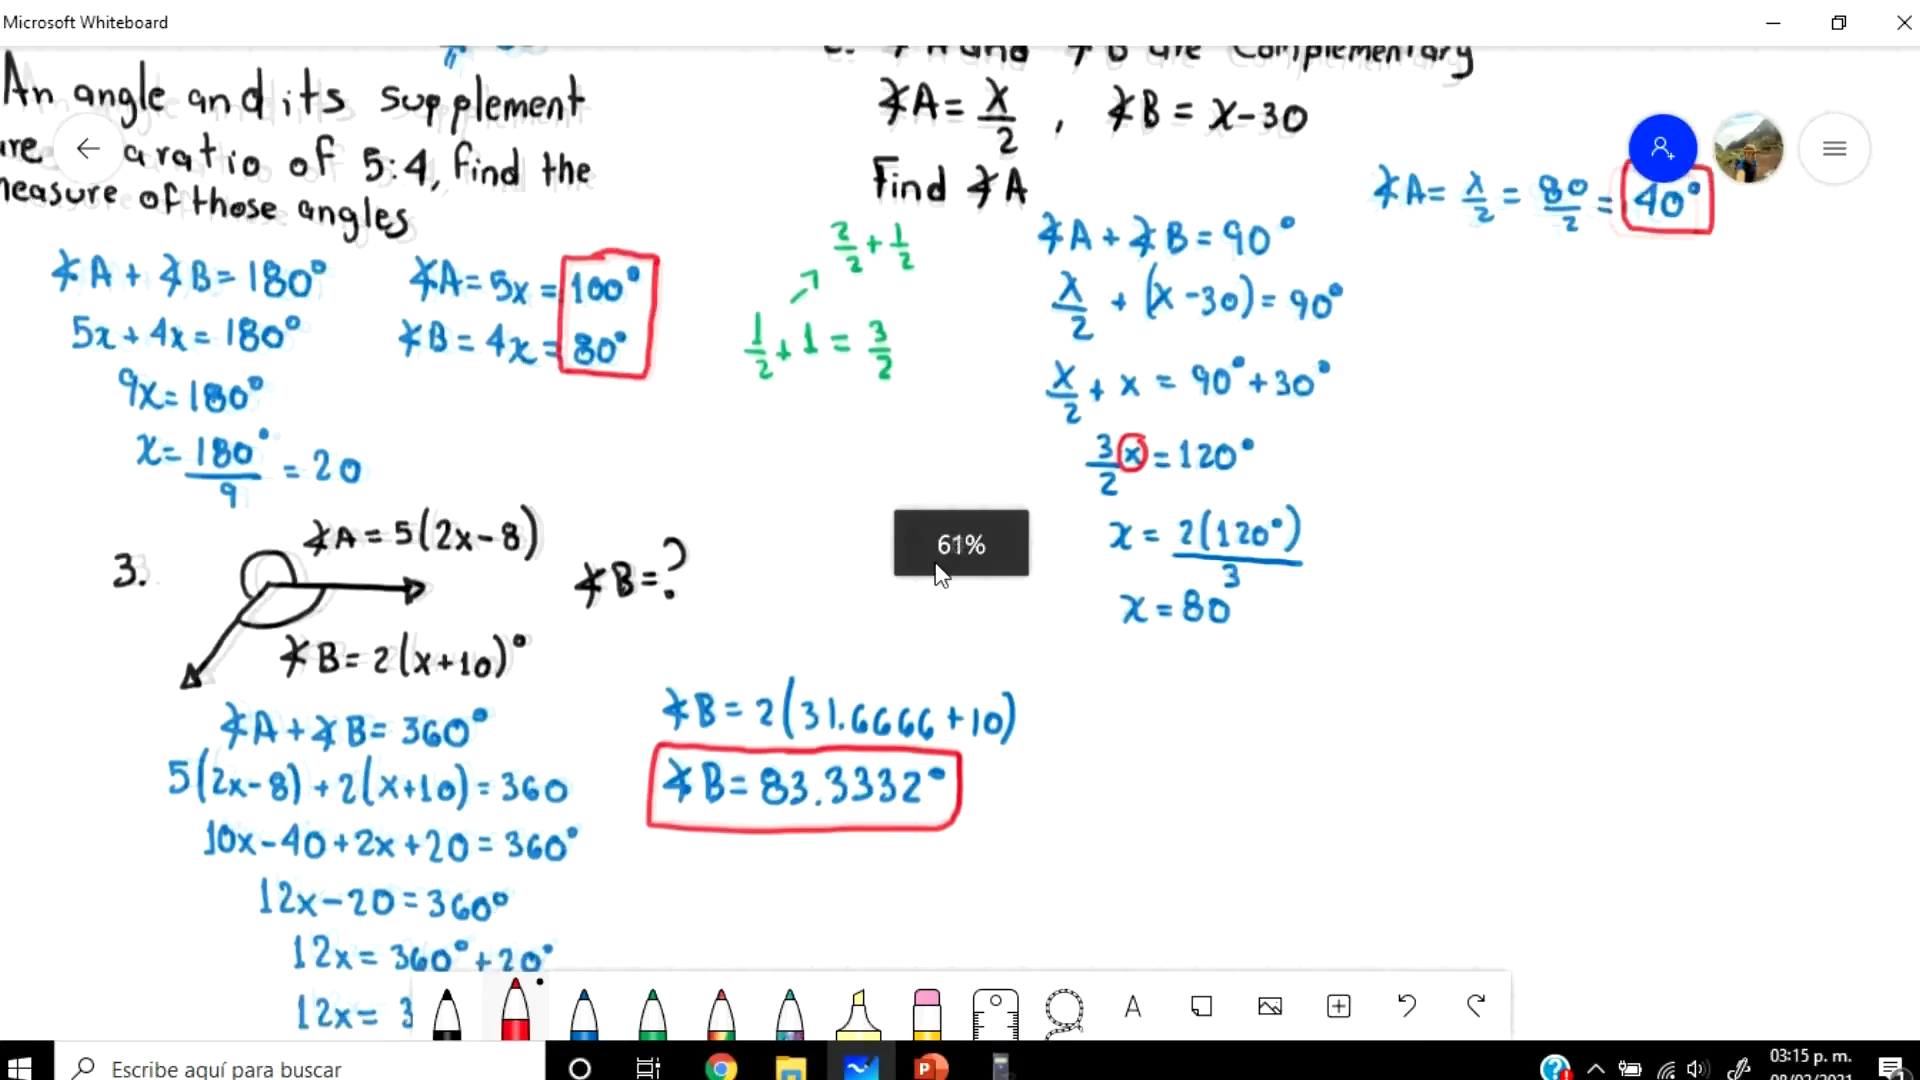 Microsoft Whiteboard
An angle and its supplement
a ratio of 5:4, find the
measure of those angles
∡A + ∡B = 180°
5x + 4x = 180°
9x = 180°
x = 180°/9 = 20
∡A = 5x = 100°
∡B = 4x = 80°
∡A and ∡B are Complementary
∡A = x/2 , ∡B = x-30
Find ∡A
2/2 + 1/2
1/2 + 1 = 3/2
∡A + ∡B = 90°
x/2 + (x - 30) = 90°
x/2 + x = 90° + 30°
3/2 x = 120°
x = 2(120°)/3
x = 80
∡A = x/2 = 80/2 = 40°
61%
3.
∡A = 5(2x-8)
∡B = ?
∡B = 2(x+10)°
∡A + ∡B = 360°
5(2x-8) + 2(x+10) = 360
10x - 40 + 2x + 20 = 360°
12x - 20 = 360°
12x = 360° + 20°
12x = 3
∡B = 2(31.6666 + 10)
∡B = 83.3332°
Escribe aquí para buscar
03:15 p. m.